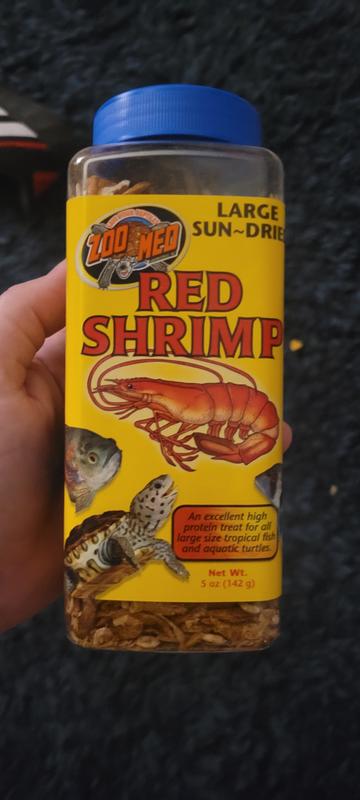 LARGE
SUN~DRIE
ZOO MED
RED
SHRIMP
An excellent high
protein treat for all
large size tropical fish
and aquatic turtles.
Net Wt.
5 oz (142 g)